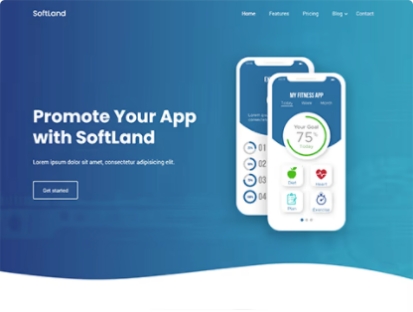 SoftLand
Home Features Pricing Blog Contact
Promote Your App
with SoftLand
Lorem ipsum dolor sit amet, consectetur adipisicing elit.
Get started
MY FITNESS APP
Today Week Month
Your Goal
75%
Today
Diet
Heart
Plan
Exercise
01
02
03
04